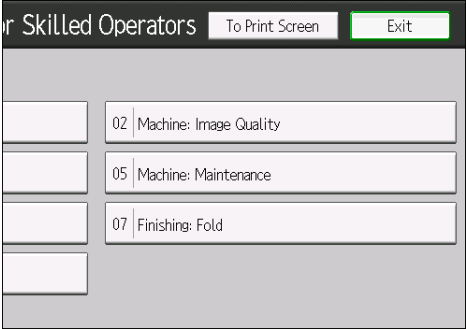 Skilled Operators
To Print Screen
Exit
02 Machine: Image Quality
05 Machine: Maintenance
07 Finishing: Fold